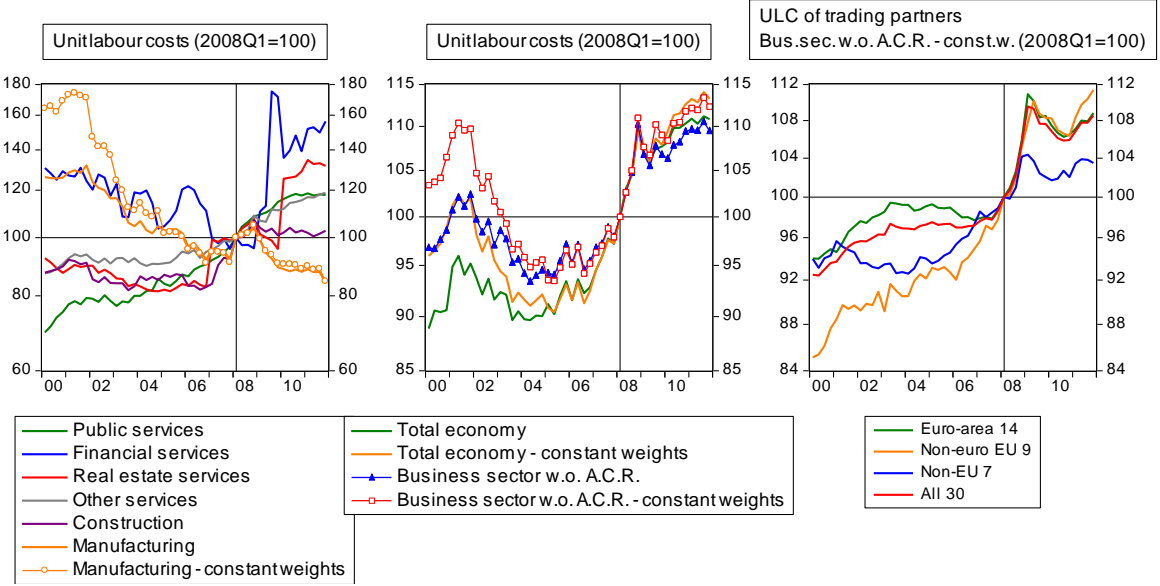 Unit labour costs (2008Q1=100)
180 180
160 160
140 140
120 120
100 100
80 80
60 60
00 02 04 06 08 10
Public services
Financial services
Real estate services
Other services
Construction
Manufacturing
Manufacturing - constant weights
Unit labour costs (2008Q1=100)
115 115
110 110
105 105
100 100
95 95
90 90
85 85
00 02 04 06 08 10
Total economy
Total economy - constant weights
Business sector w.o. A.C.R.
Business sector w.o. A.C.R. - constant weights
ULC of trading partners
Bus.sec. w.o. A.C.R. - const.w. (2008Q1=100)
112 112
108 108
104 104
100 100
96 96
92 92
88 88
84 84
00 02 04 06 08 10
Euro-area 14
Non-euro EU 9
Non-EU 7
All 30